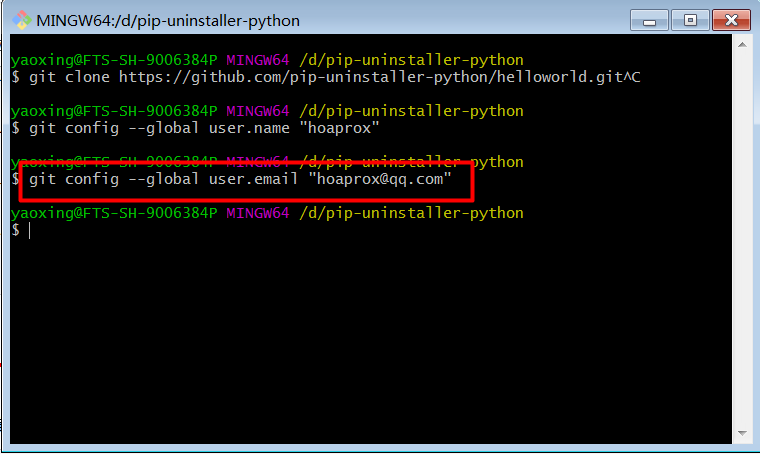 MINGW64:/d/pip-uninstaller-python
yaoxing@FTS-SH-9006384P MINGW64 /d/pip-uninstaller-python
$ git clone https://github.com/pip-uninstaller-python/helloworld.git^C
yaoxing@FTS-SH-9006384P MINGW64 /d/pip-uninstaller-python
$ git config --global user.name "hoaprox"
yaoxing@FTS-SH-9006384P MINGW64 /d/pip-uninstaller-python
$ git config --global user.email "hoaprox@qq.com"
yaoxing@FTS-SH-9006384P MINGW64 /d/pip-uninstaller-python
$